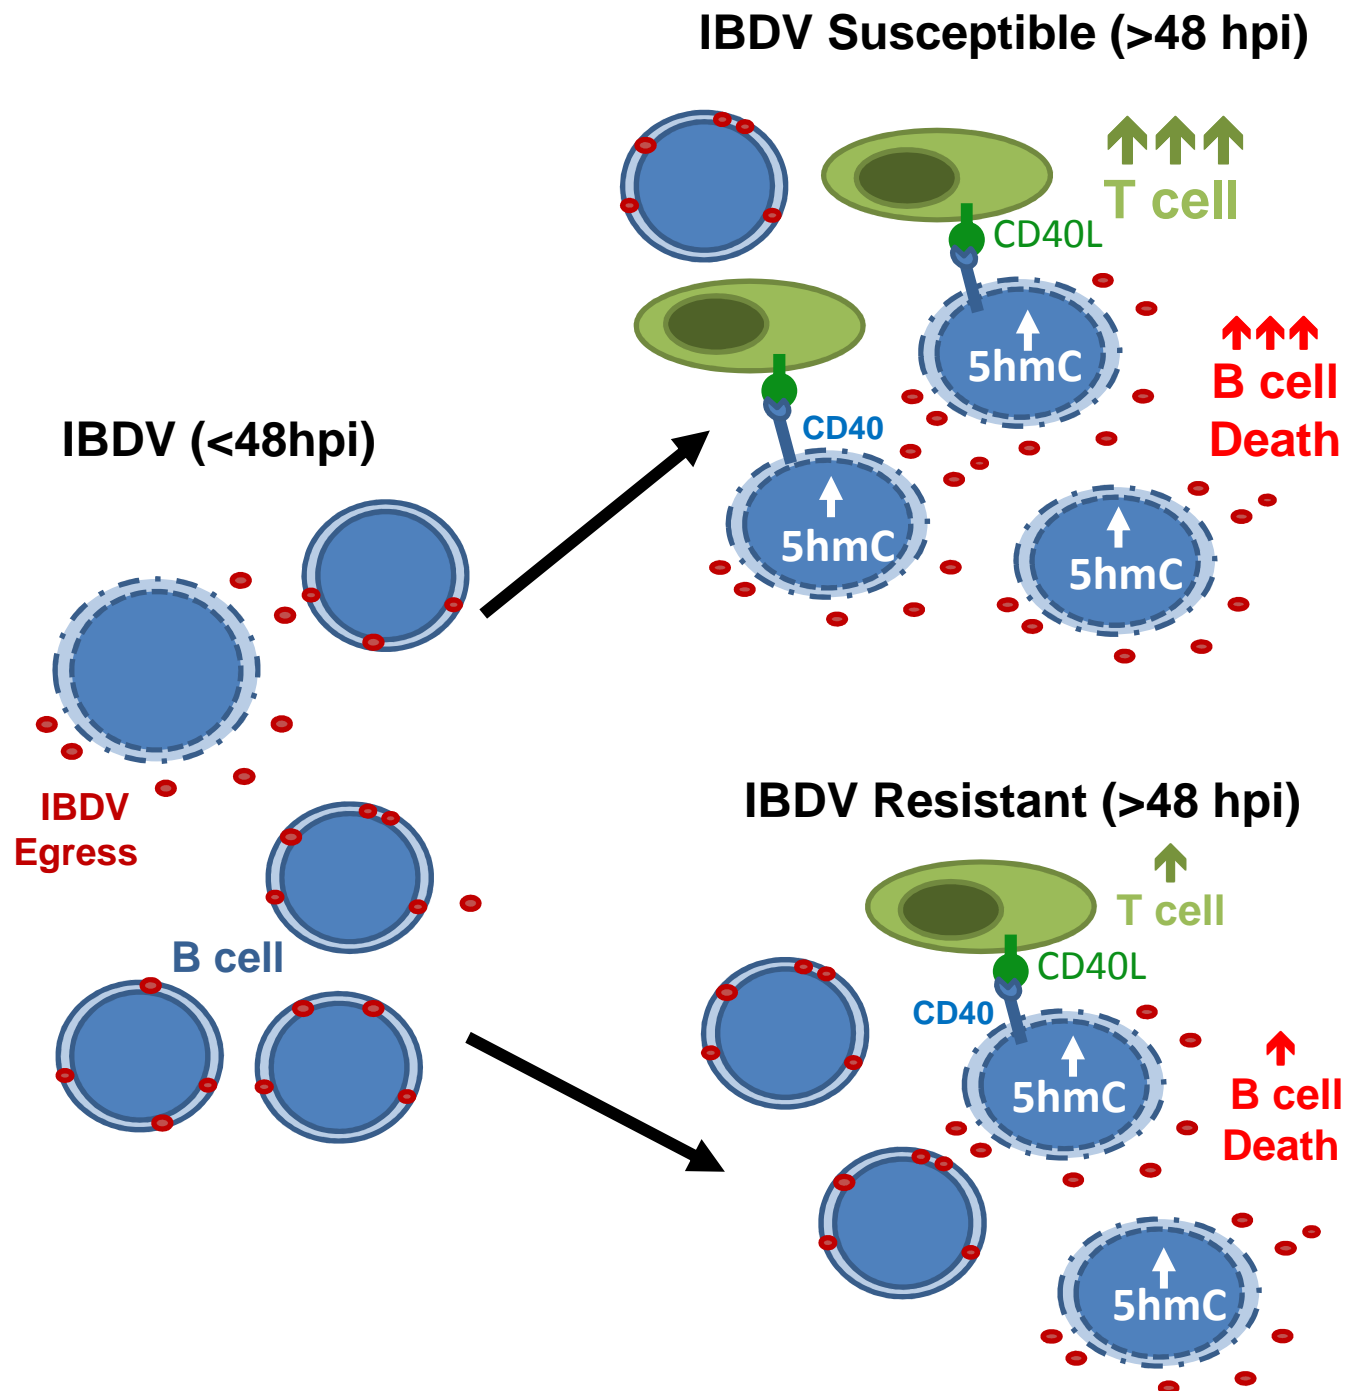 IBDV Susceptible (>48 hpi)
T cell
CD40L
5hmC
B cell
Death
CD40
5hmC
5hmC
IBDV (<48hpi)
IBDV
Egress
B cell
IBDV Resistant (>48 hpi)
T cell
CD40L
CD40
5hmC
B cell
Death
5hmC